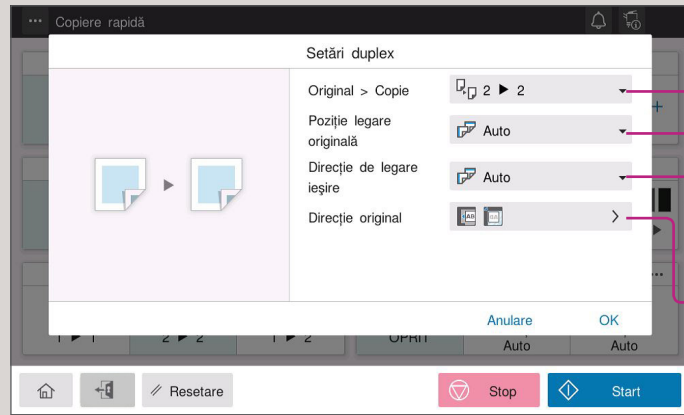 Copiere rapidă
Setări duplex
Original > Copie
2 ▶ 2
Poziție legare
originală
Auto
Direcție de legare
ieşire
Auto
Direcție original
Anulare
OK
1 ▶ 1
2 ▶ 2
1 ▶ 2
OPRIT
Auto
Auto
Resetare
Stop
Start